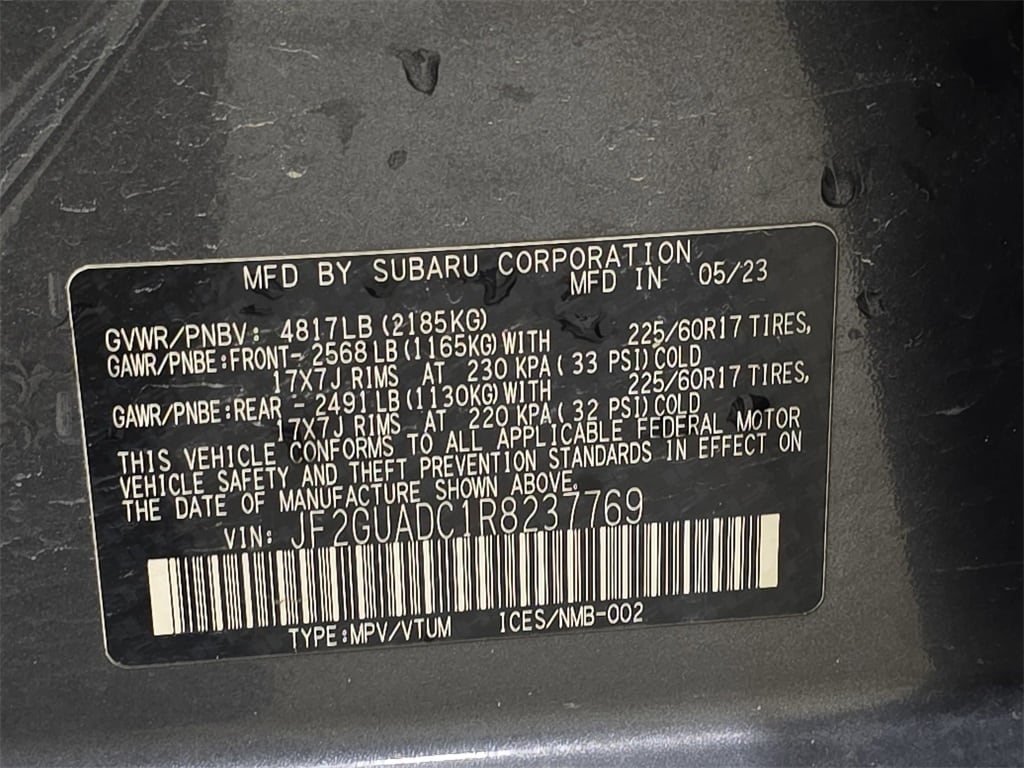 MFD BY SUBARU CORPORATION
MFD IN 05/23
GVWR/PNBV: 4817LB (2185KG)
GAWR/PNBE:FRONT- 2568 LB (1165KG) WITH 225/60R17 TIRES,
17X7J RIMS AT 230 KPA ( 33 PSI) COLD
GAWR/PNBE:REAR - 2491 LB (1130KG) WITH 225/60R17 TIRES,
17X7J RIMS AT 220 KPA ( 32 PSI) COLD
THIS VEHICLE CONFORMS TO ALL APPLICABLE FEDERAL MOTOR
VEHICLE SAFETY AND THEFT PREVENTION STANDARDS IN EFFECT ON
THE DATE OF MANUFACTURE SHOWN ABOVE.
VIN: JF2GUADC1R8237769
TYPE:MPV/VTUM ICES/NMB-002